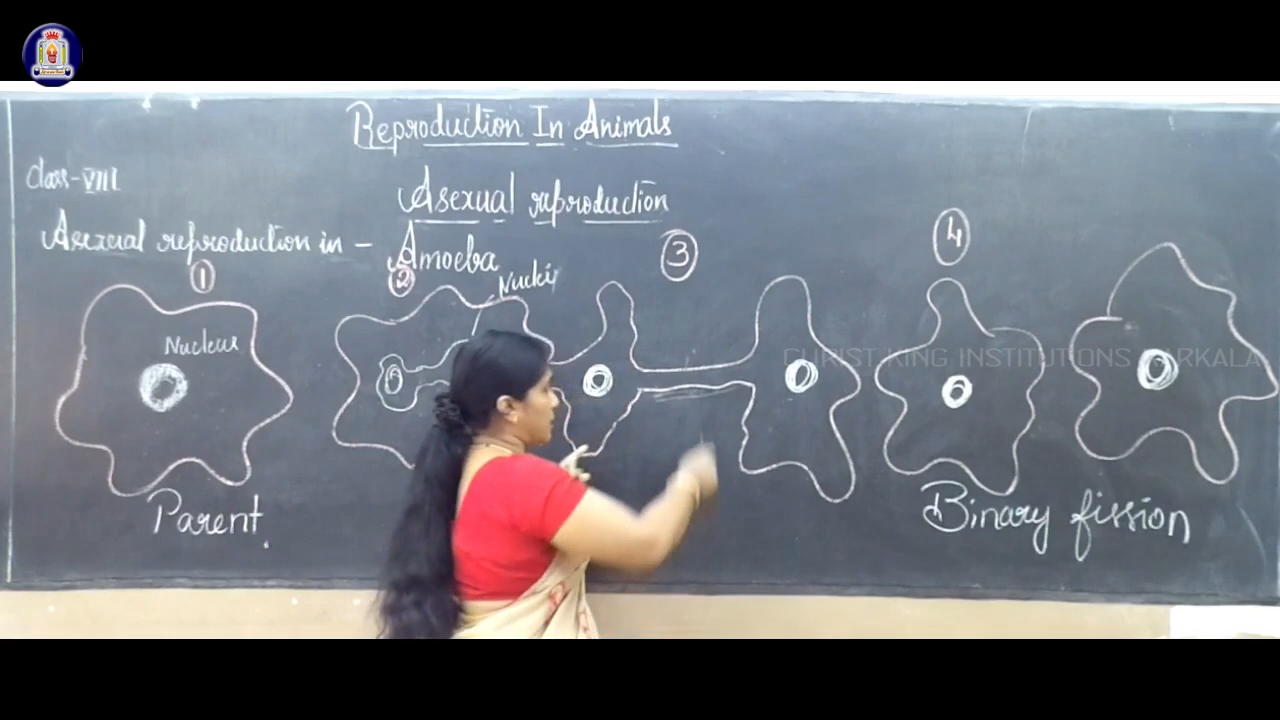 Reproduction In Animals
Class-VIII
Asexual reproduction
Asexual reproduction in - Amoeba
1
2
3
4
Nucleus
CHRIST KING INSTITUTIONS KARKALA
Parent.
Binary fission